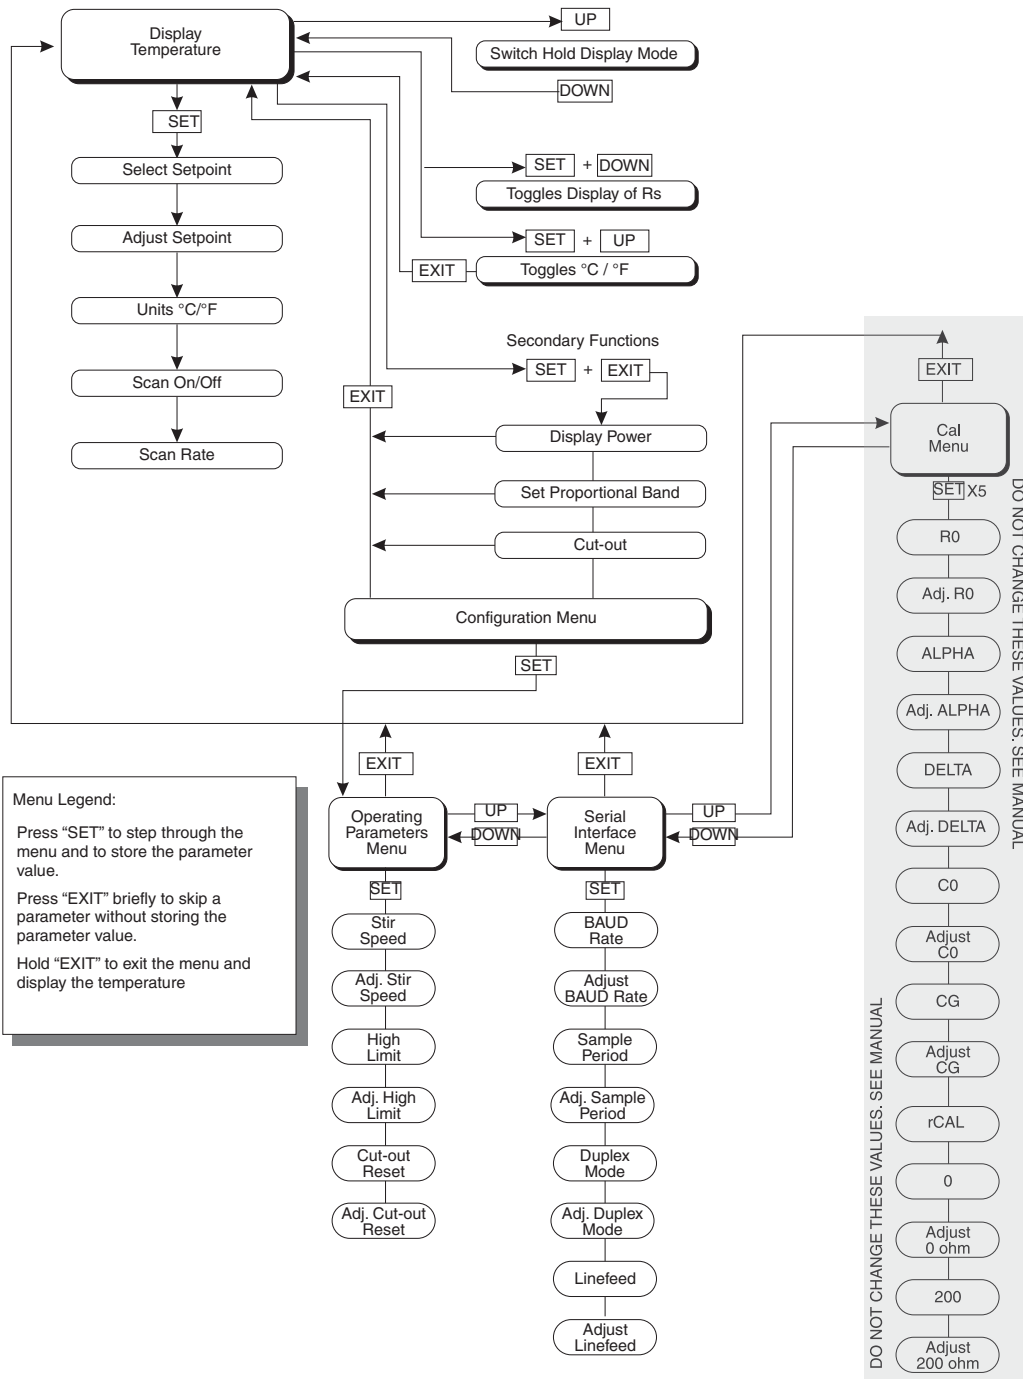 Display
Temperature
UP
Switch Hold Display Mode
DOWN
SET
Select Setpoint
Adjust Setpoint
Units °C/°F
Scan On/Off
Scan Rate
SET + DOWN
Toggles Display of Rs
SET + UP
EXIT
Toggles °C / °F
Secondary Functions
SET + EXIT
EXIT
Display Power
Set Proportional Band
Cut-out
Configuration Menu
SET
EXIT
Operating
Parameters
Menu
UP
DOWN
SET
Stir
Speed
Adj. Stir
Speed
High
Limit
Adj. High
Limit
Cut-out
Reset
Adj. Cut-out
Reset
EXIT
Serial
Interface
Menu
UP
DOWN
SET
BAUD
Rate
Adjust
BAUD Rate
Sample
Period
Adj. Sample
Period
Duplex
Mode
Adj. Duplex
Mode
Linefeed
Adjust
Linefeed
EXIT
Cal
Menu
SET X5
R0
Adj. R0
ALPHA
Adj. ALPHA
DELTA
Adj. DELTA
C0
Adjust
C0
CG
Adjust
CG
rCAL
0
Adjust
0 ohm
200
Adjust
200 ohm
DO NOT CHANGE THESE VALUES. SEE MANUAL
DO NOT CHANGE THESE VALUES. SEE MANUAL
Menu Legend:
Press “SET” to step through the
menu and to store the parameter
value.
Press “EXIT” briefly to skip a
parameter without storing the
parameter value.
Hold “EXIT” to exit the menu and
display the temperature